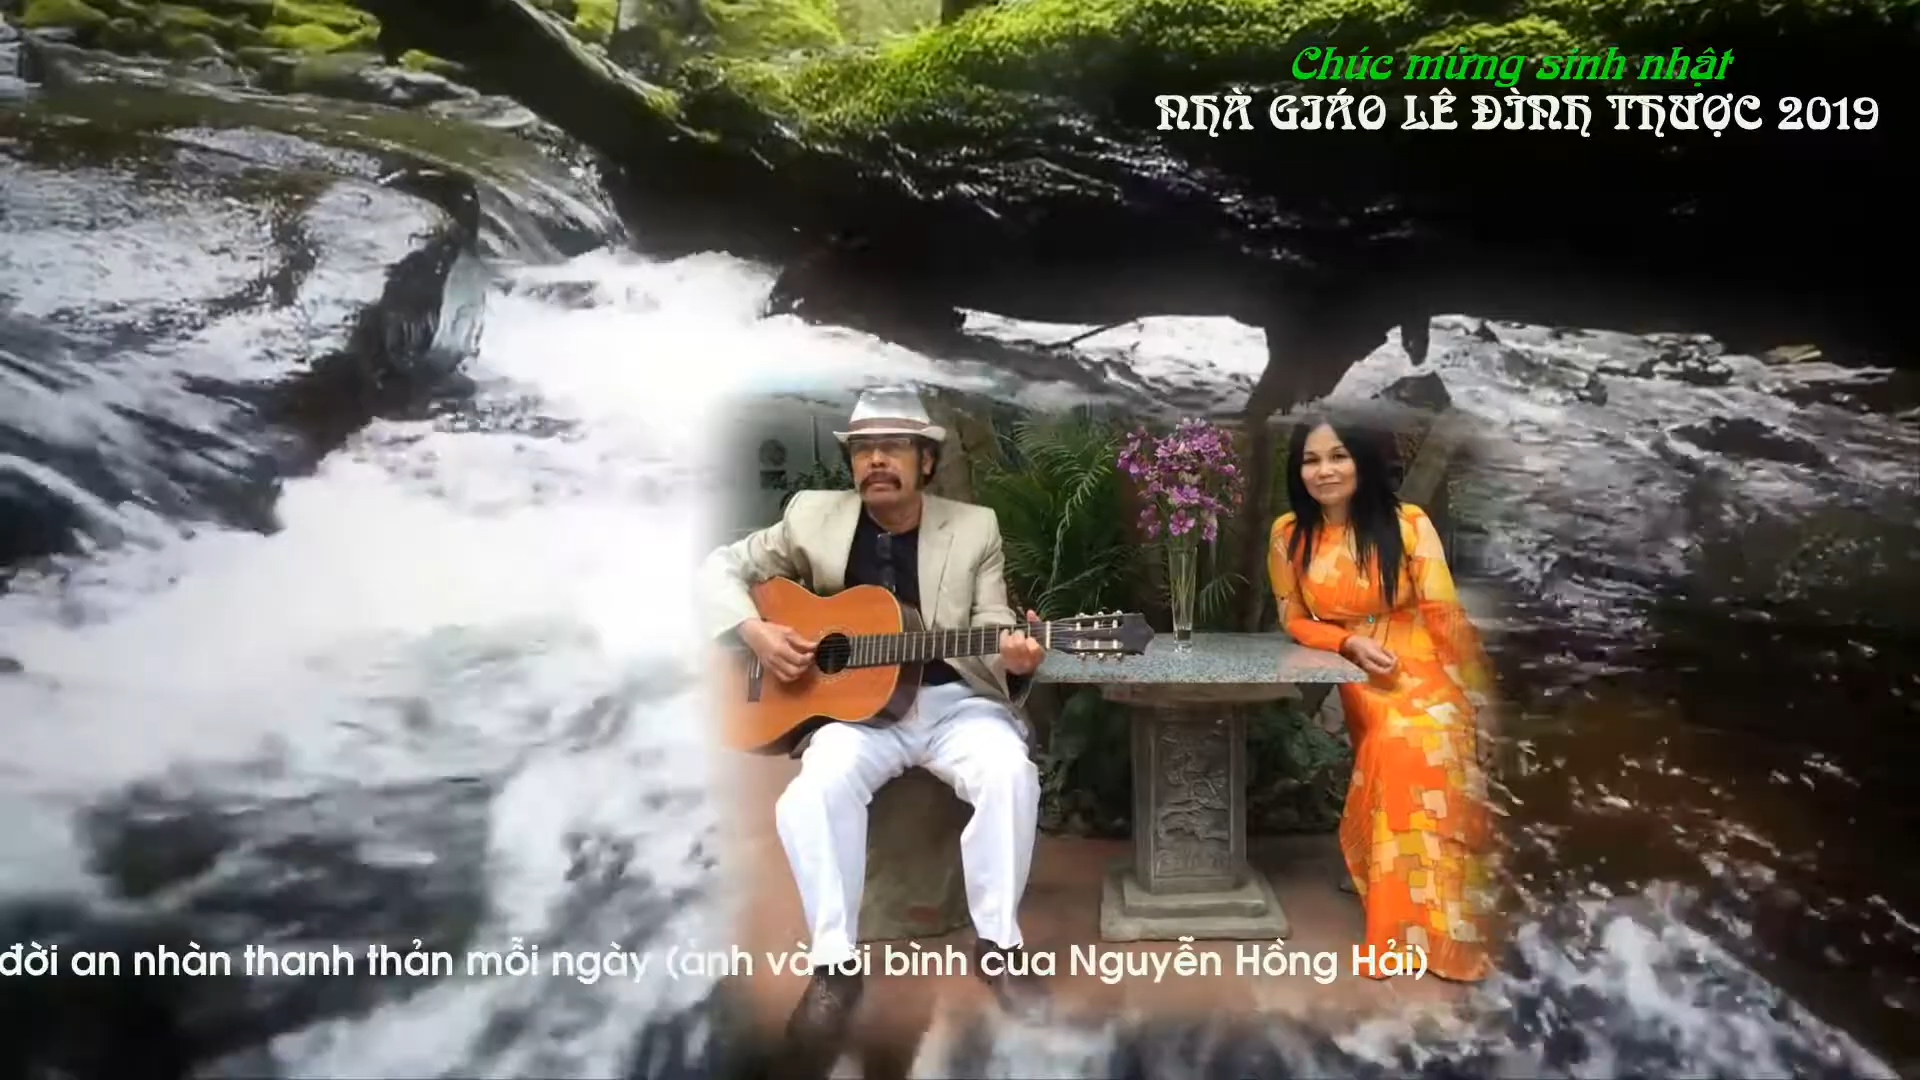 Chúc mừng sinh nhật
NHÀ GIÁO LÊ ĐÌNH THƯỢC 2019
đời an nhàn thanh thản mỗi ngày (ảnh và lời bình của Nguyễn Hồng Hải)